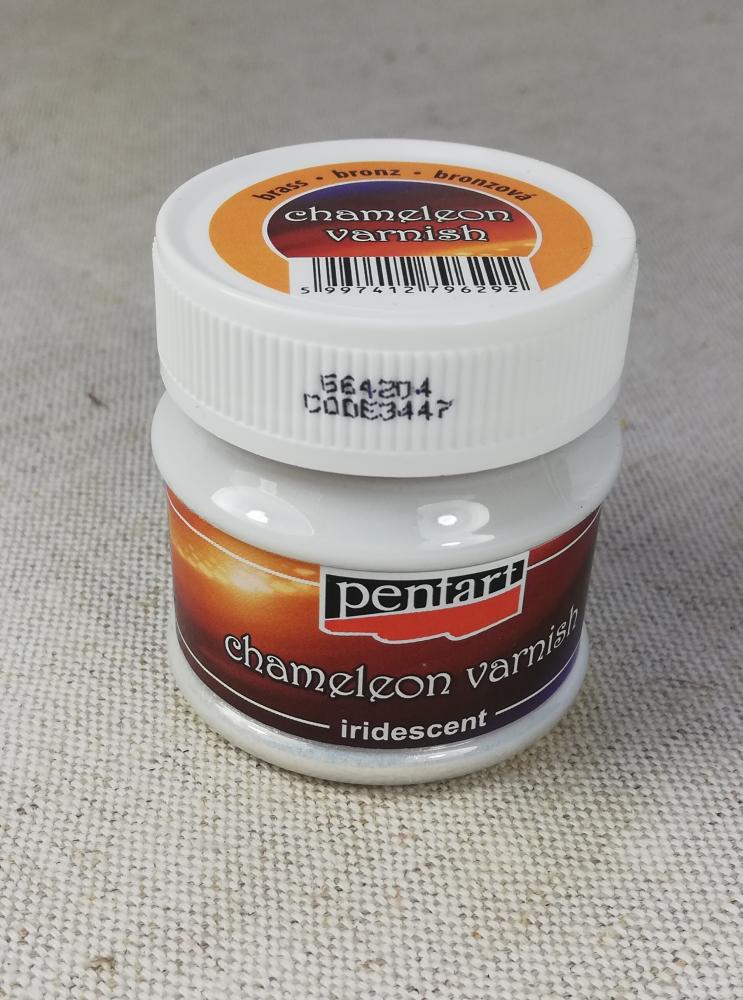 brass • bronz • bronzová
chameleon
varnish
5 997412 796292
564204
CODE3447
pentart
chameleon varnish
iridescent